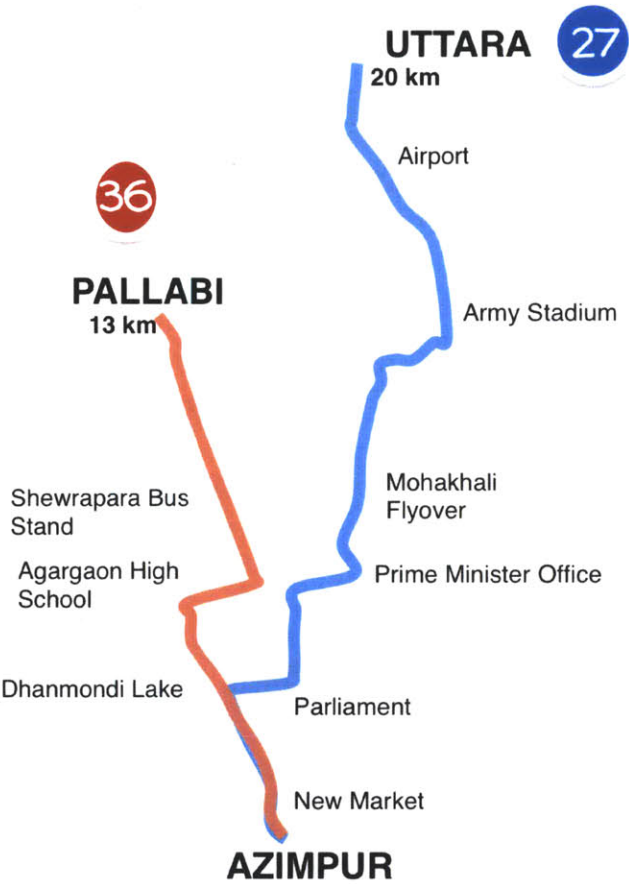 UTTARA
27
20 km
Airport
36
PALLABI
13 km
Army Stadium
Mohakhali
Flyover
Shewrapara Bus
Stand
Agargaon High
School
Prime Minister Office
Dhanmondi Lake
Parliament
New Market
AZIMPUR